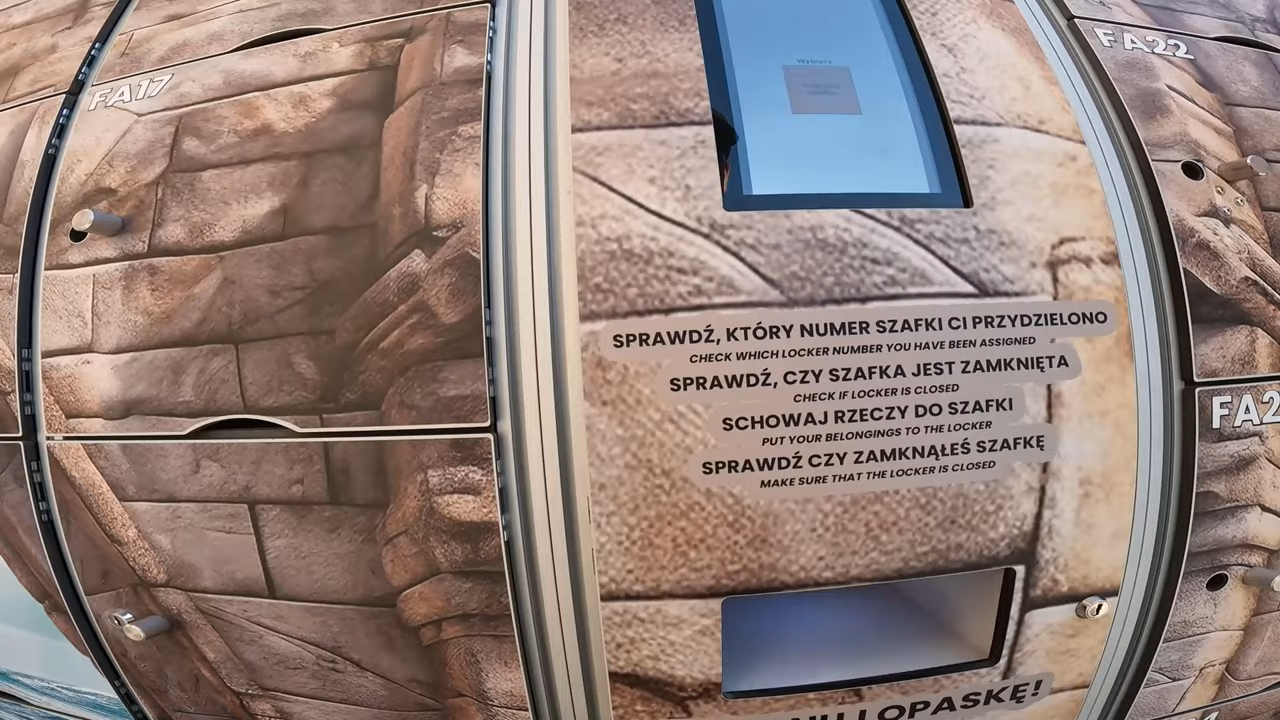 FA17
FA22
Wybierz
SPRAWDŹ, KTÓRY NUMER SZAFKI CI PRZYDZIELONO
CHECK WHICH LOCKER NUMBER YOU HAVE BEEN ASSIGNED
SPRAWDŹ, CZY SZAFKA JEST ZAMKNIĘTA
CHECK IF LOCKER IS CLOSED
SCHOWAJ RZECZY DO SZAFKI
PUT YOUR BELONGINGS TO THE LOCKER
SPRAWDŹ CZY ZAMKNĄŁEŚ SZAFKĘ
MAKE SURE THAT THE LOCKER IS CLOSED
FA2
OPASKĘ!